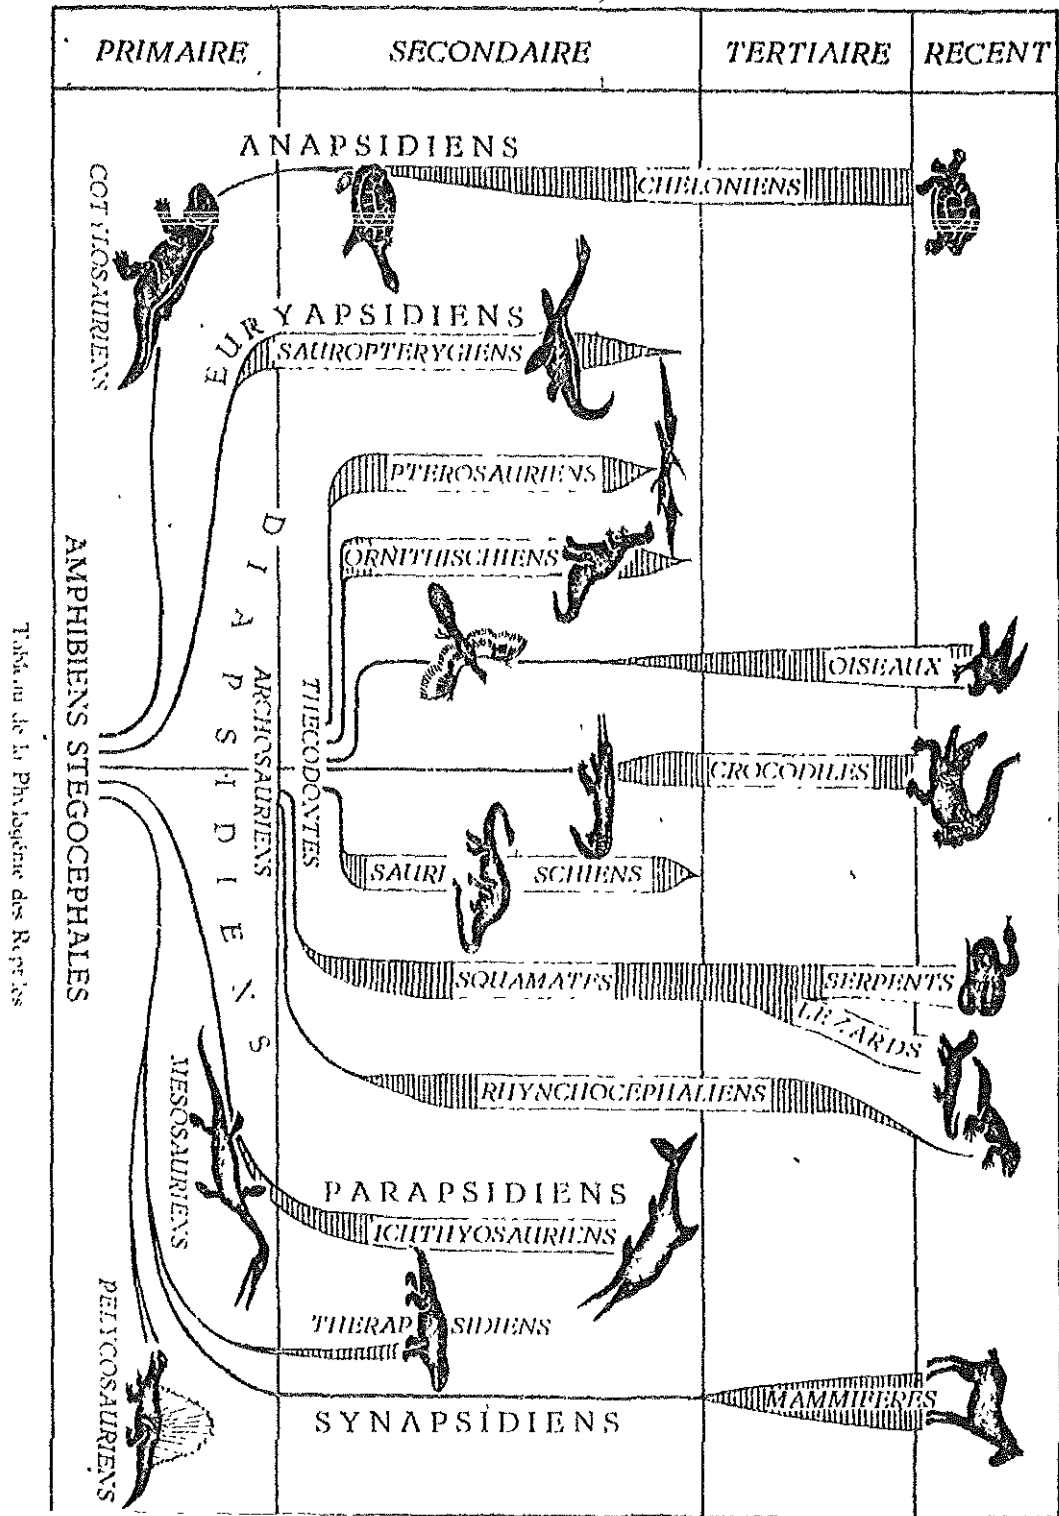 PRIMAIRE
SECONDAIRE
TERTIAIRE
RECENT
ANAPSIDIENS
COTYLOSAURIENS
CHELONIENS
EURYAPSIDIENS
SAUROPTERYGIENS
PTEROSAURIENS
ORNITHISCHIENS
OISEAUX
DIAPSIDIENS
ARCHOSAURIENS
THECODONTES
CROCODILES
SAURISCHIENS
AMPHIBIENS STEGOCEPHALES
SQUAMATES
SERPENTS
LEZARDS
RHYNCHOCEPHALIENS
MESOSAURIENS
PARAPSIDIENS
ICHTHYOSAURIENS
THERAPSIDIENS
PELYCOSAURIENS
MAMMIFERES
SYNAPSIDIENS
Tableau de la Phylogénie des Reptiles